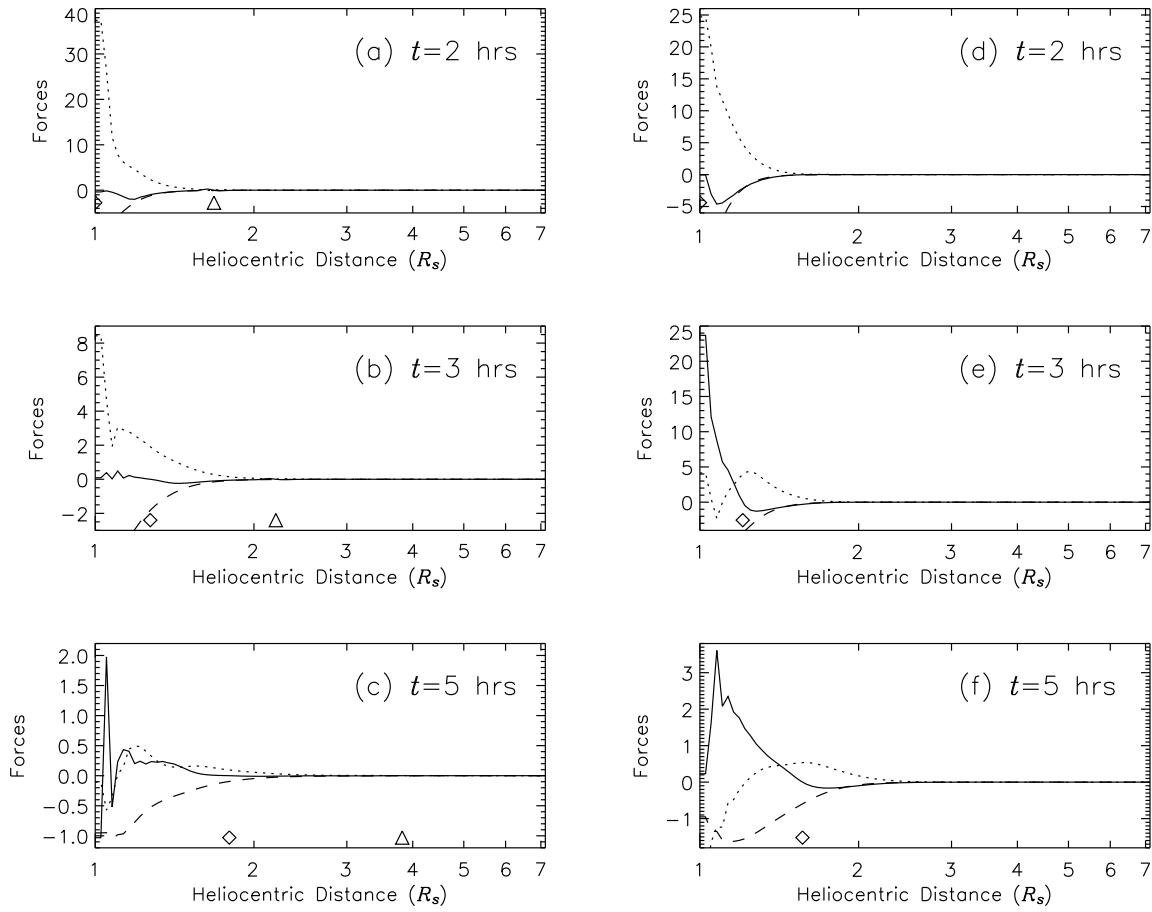 (a) t=2 hrs
Forces
40
30
20
10
0
1 2 3 4 5 6 7
Heliocentric Distance (Rs)
(d) t=2 hrs
Forces
25
20
15
10
5
0
−5
1 2 3 4 5 6 7
Heliocentric Distance (Rs)
(b) t=3 hrs
Forces
8
6
4
2
0
−2
1 2 3 4 5 6 7
Heliocentric Distance (Rs)
(e) t=3 hrs
Forces
25
20
15
10
5
0
1 2 3 4 5 6 7
Heliocentric Distance (Rs)
(c) t=5 hrs
Forces
2.0
1.5
1.0
0.5
0.0
−0.5
−1.0
1 2 3 4 5 6 7
Heliocentric Distance (Rs)
(f) t=5 hrs
Forces
3
2
1
0
−1
1 2 3 4 5 6 7
Heliocentric Distance (Rs)